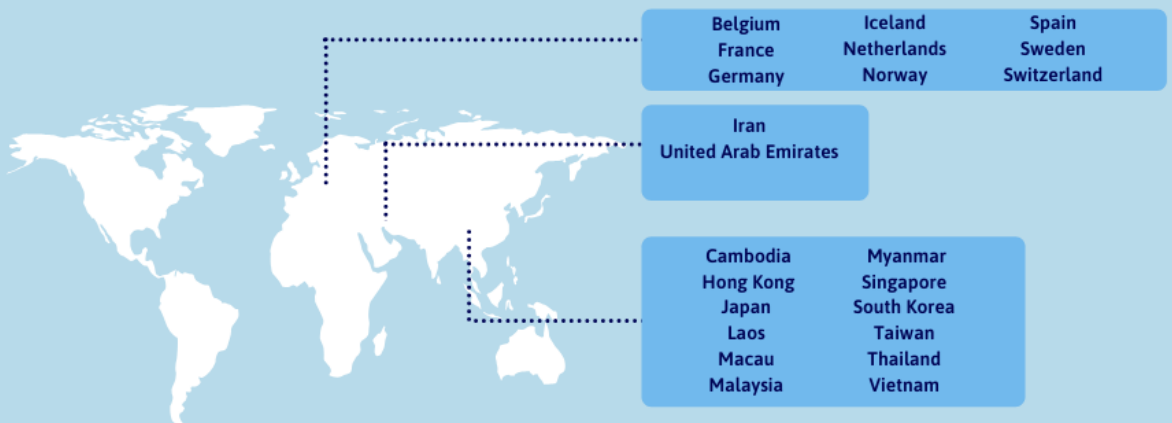 Belgium
France
Germany
Iceland
Netherlands
Norway
Spain
Sweden
Switzerland
Iran
United Arab Emirates
Cambodia
Hong Kong
Japan
Laos
Macau
Malaysia
Myanmar
Singapore
South Korea
Taiwan
Thailand
Vietnam